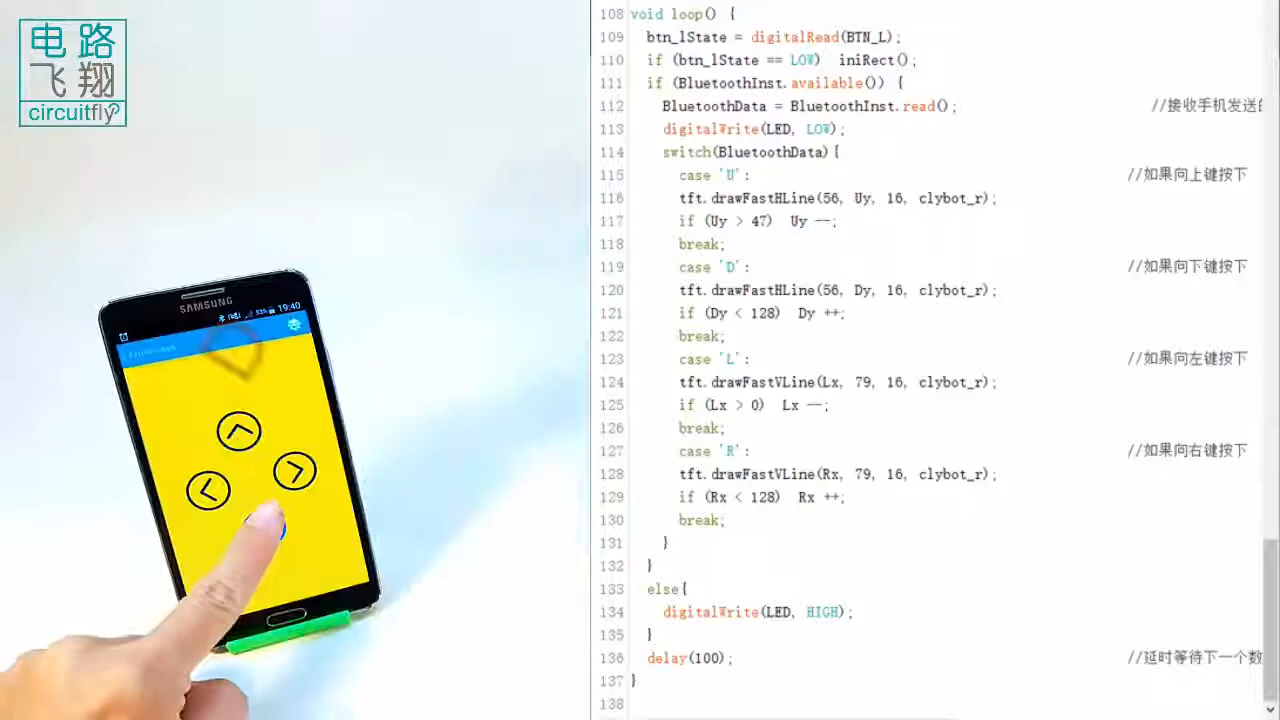 电路
飞翔
circuitfly
SAMSUNG
53%
19:40
108 void loop() {
109 btn_lState = digitalRead(BTN_L);
110 if (btn_lState == LOW) iniRect();
111 if (BluetoothInst.available()) {
112 BluetoothData = BluetoothInst.read(); //接收手机发送的
113 digitalWrite(LED, LOW);
114 switch(BluetoothData){
115 case 'U': //如果向上键按下
116 tft.drawFastHLine(56, Uy, 16, clybot_r);
117 if (Uy > 47) Uy --;
118 break;
119 case 'D': //如果向下键按下
120 tft.drawFastHLine(56, Dy, 16, clybot_r);
121 if (Dy < 128) Dy ++;
122 break;
123 case 'L': //如果向左键按下
124 tft.drawFastVLine(Lx, 79, 16, clybot_r);
125 if (Lx > 0) Lx --;
126 break;
127 case 'R': //如果向右键按下
128 tft.drawFastVLine(Rx, 79, 16, clybot_r);
129 if (Rx < 128) Rx ++;
130 break;
131 }
132 }
133 else{
134 digitalWrite(LED, HIGH);
135 }
136 delay(100); //延时等待下一个数
137 }
138